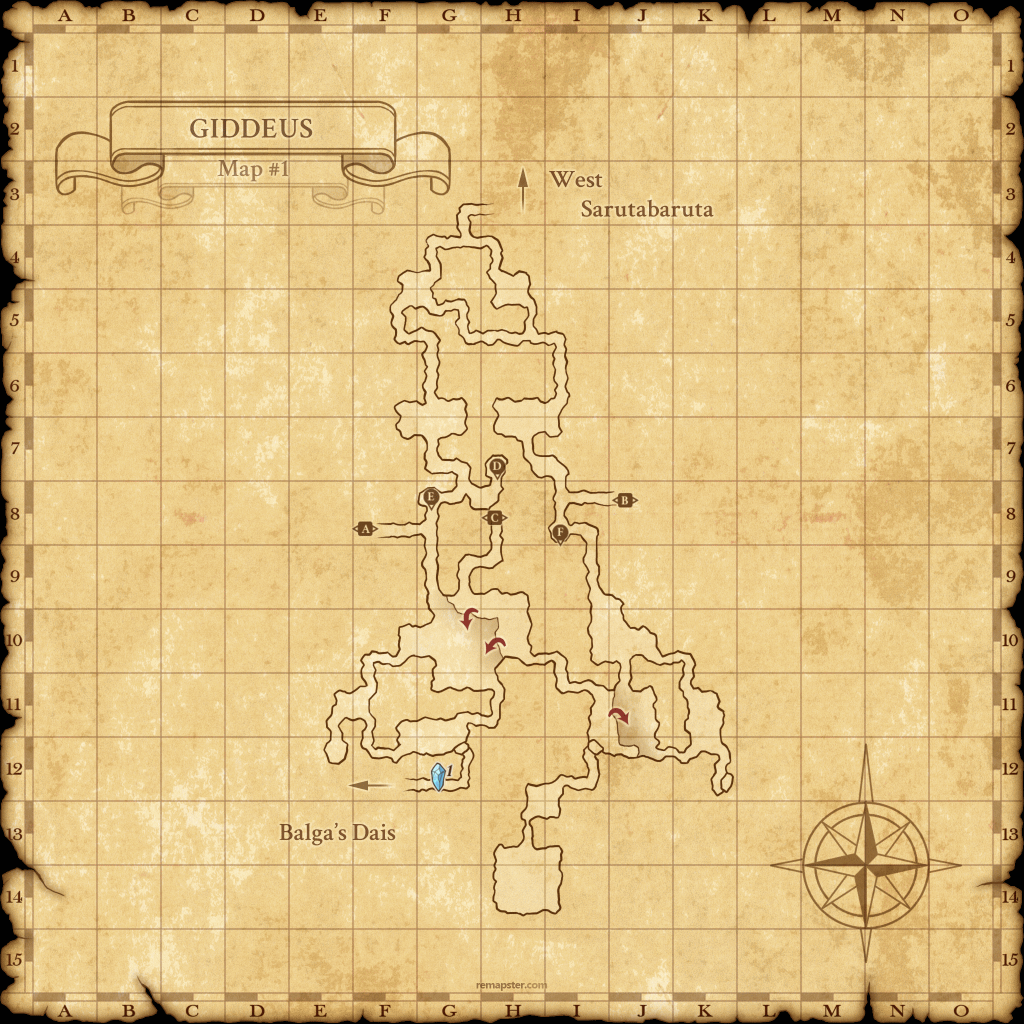 A B C D E F G H I J K L M N O
1 1
2 2
GIDDEUS
Map #1
3 3
West
Sarutabaruta
4 4
5 5
6 6
7 7
D
E
B
8 8
C
A
F
9 9
10 10
11 11
12 12
1
Balga's Dais
13 13
14 14
15 15
remapster.com
A B C D E F G H I J K L M N O